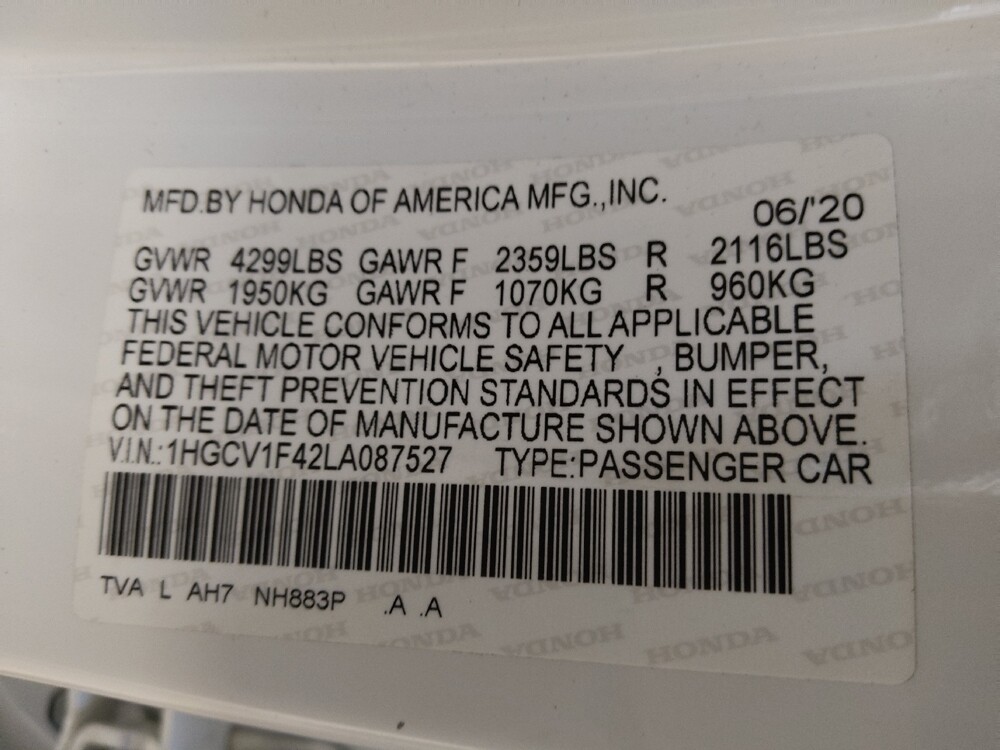 MFD.BY HONDA OF AMERICA MFG.,INC.
06/'20
GVWR 4299LBS GAWR F 2359LBS R 2116LBS
GVWR 1950KG GAWR F 1070KG R 960KG
THIS VEHICLE CONFORMS TO ALL APPLICABLE
FEDERAL MOTOR VEHICLE SAFETY , BUMPER,
AND THEFT PREVENTION STANDARDS IN EFFECT
ON THE DATE OF MANUFACTURE SHOWN ABOVE.
V.I.N.:1HGCV1F42LA087527 TYPE:PASSENGER CAR
TVA L AH7 NH883P .A .A